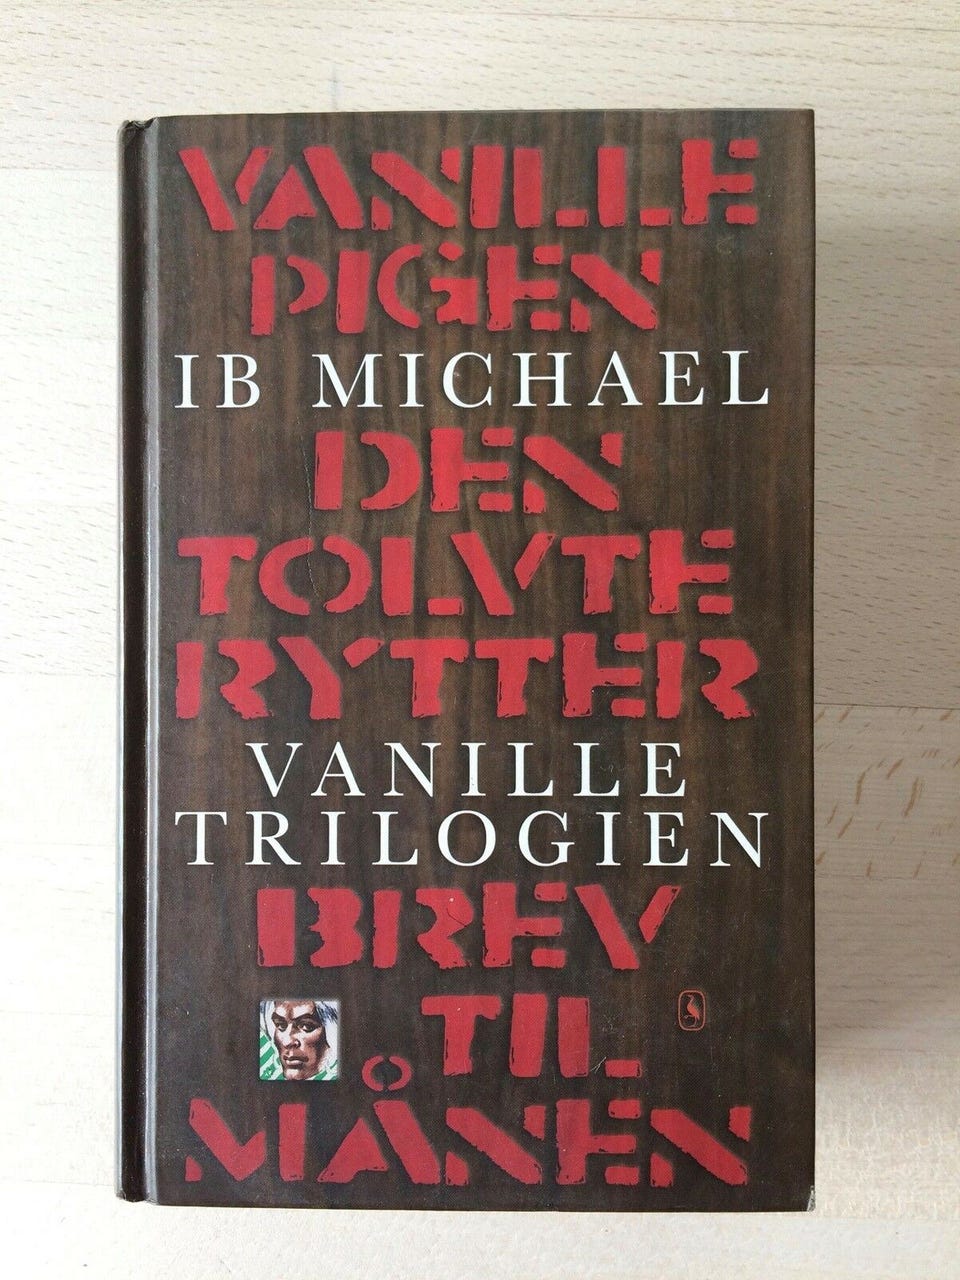 VANILLE
PIGEN
IB MICHAEL
DEN
TOLVTE
RYTTER
VANILLE
TRILOGIEN
BREV
TIL
MÅNEN